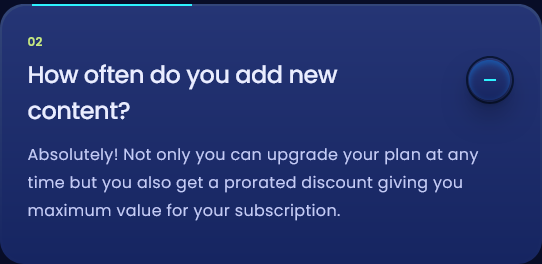 02
How often do you add new
content?
Absolutely! Not only you can upgrade your plan at any
time but you also get a prorated discount giving you
maximum value for your subscription.